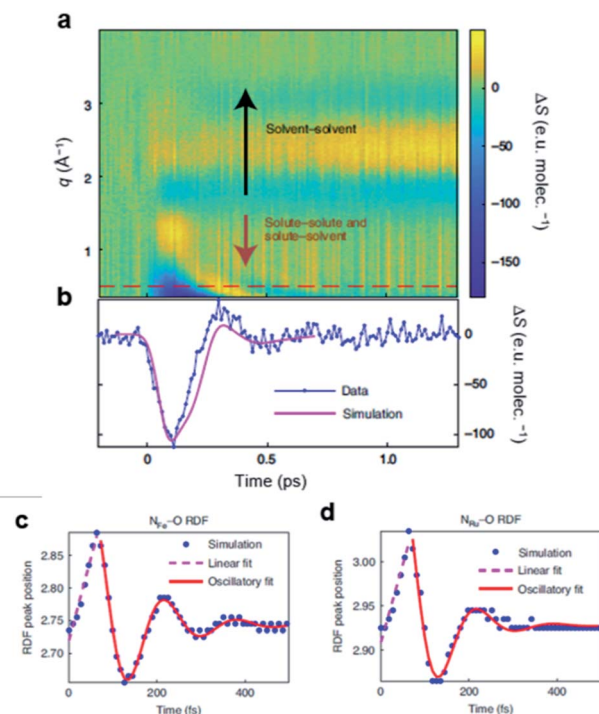 a
3
2
1
q (Å⁻¹)
Solvent–solvent
Solute–solute and
solute–solvent
0
−50
−100
−150
ΔS (e.u. molec. ⁻¹)
b
0
−50
−100
ΔS (e.u. molec. ⁻¹)
Data
Simulation
0
0.5
1.0
Time (ps)
c
N_Fe–O RDF
Simulation
Linear fit
Oscillatory fit
2.85
2.80
2.75
2.70
RDF peak position
0
200
400
Time (fs)
d
N_Ru–O RDF
Simulation
Linear fit
Oscillatory fit
3.00
2.95
2.90
RDF peak position
0
200
400
Time (fs)